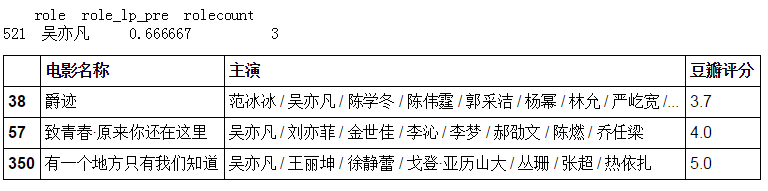 role role_lp_pre rolecount
521 吴亦凡 0.666667 3
电影名称 主演 豆瓣评分
38 爵迹 范冰冰 / 吴亦凡 / 陈学冬 / 陈伟霆 / 郭采洁 / 杨幂 / 林允 / 严屹宽 /... 3.7
57 致青春·原来你还在这里 吴亦凡 / 刘亦菲 / 金世佳 / 李沁 / 李梦 / 郝劭文 / 陈燃 / 乔任梁 4.0
350 有一个地方只有我们知道 吴亦凡 / 王丽坤 / 徐静蕾 / 戈登·亚历山大 / 丛珊 / 张超 / 热依扎 5.0